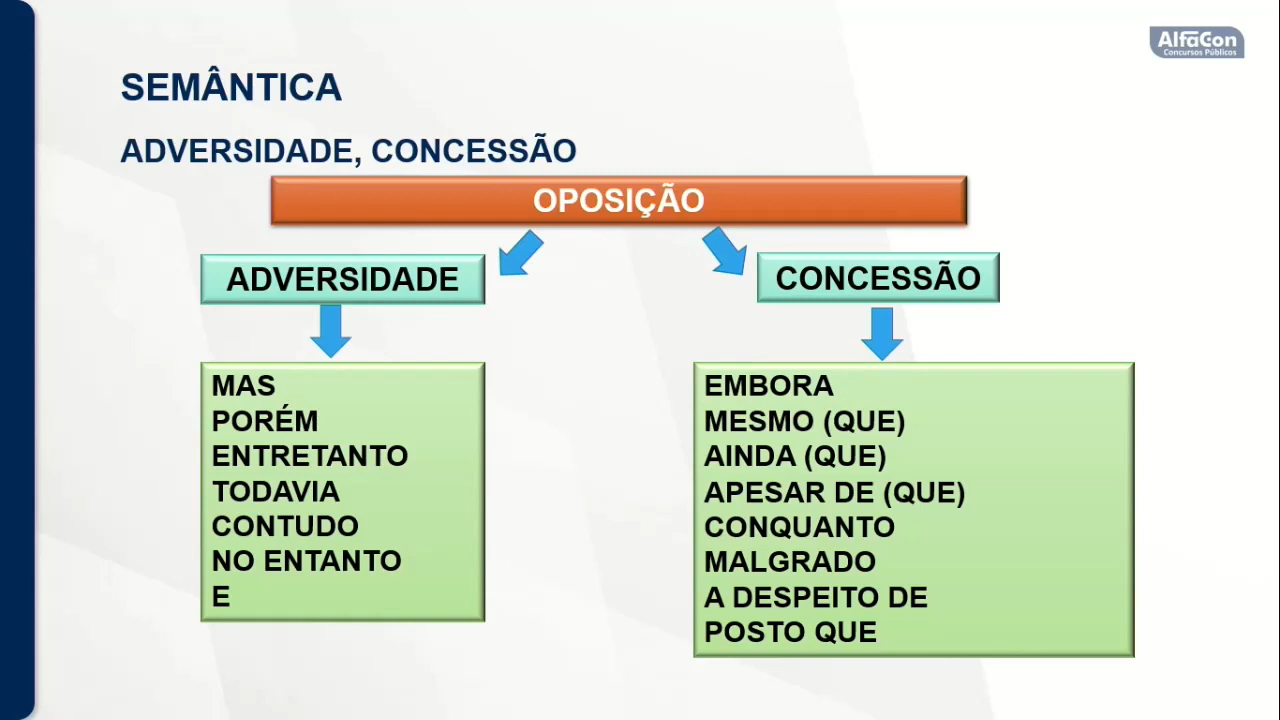 AlfaCon
Concursos Públicos
SEMÂNTICA
ADVERSIDADE, CONCESSÃO
OPOSIÇÃO
ADVERSIDADE
CONCESSÃO
MAS
PORÉM
ENTRETANTO
TODAVIA
CONTUDO
NO ENTANTO
E
EMBORA
MESMO (QUE)
AINDA (QUE)
APESAR DE (QUE)
CONQUANTO
MALGRADO
A DESPEITO DE
POSTO QUE